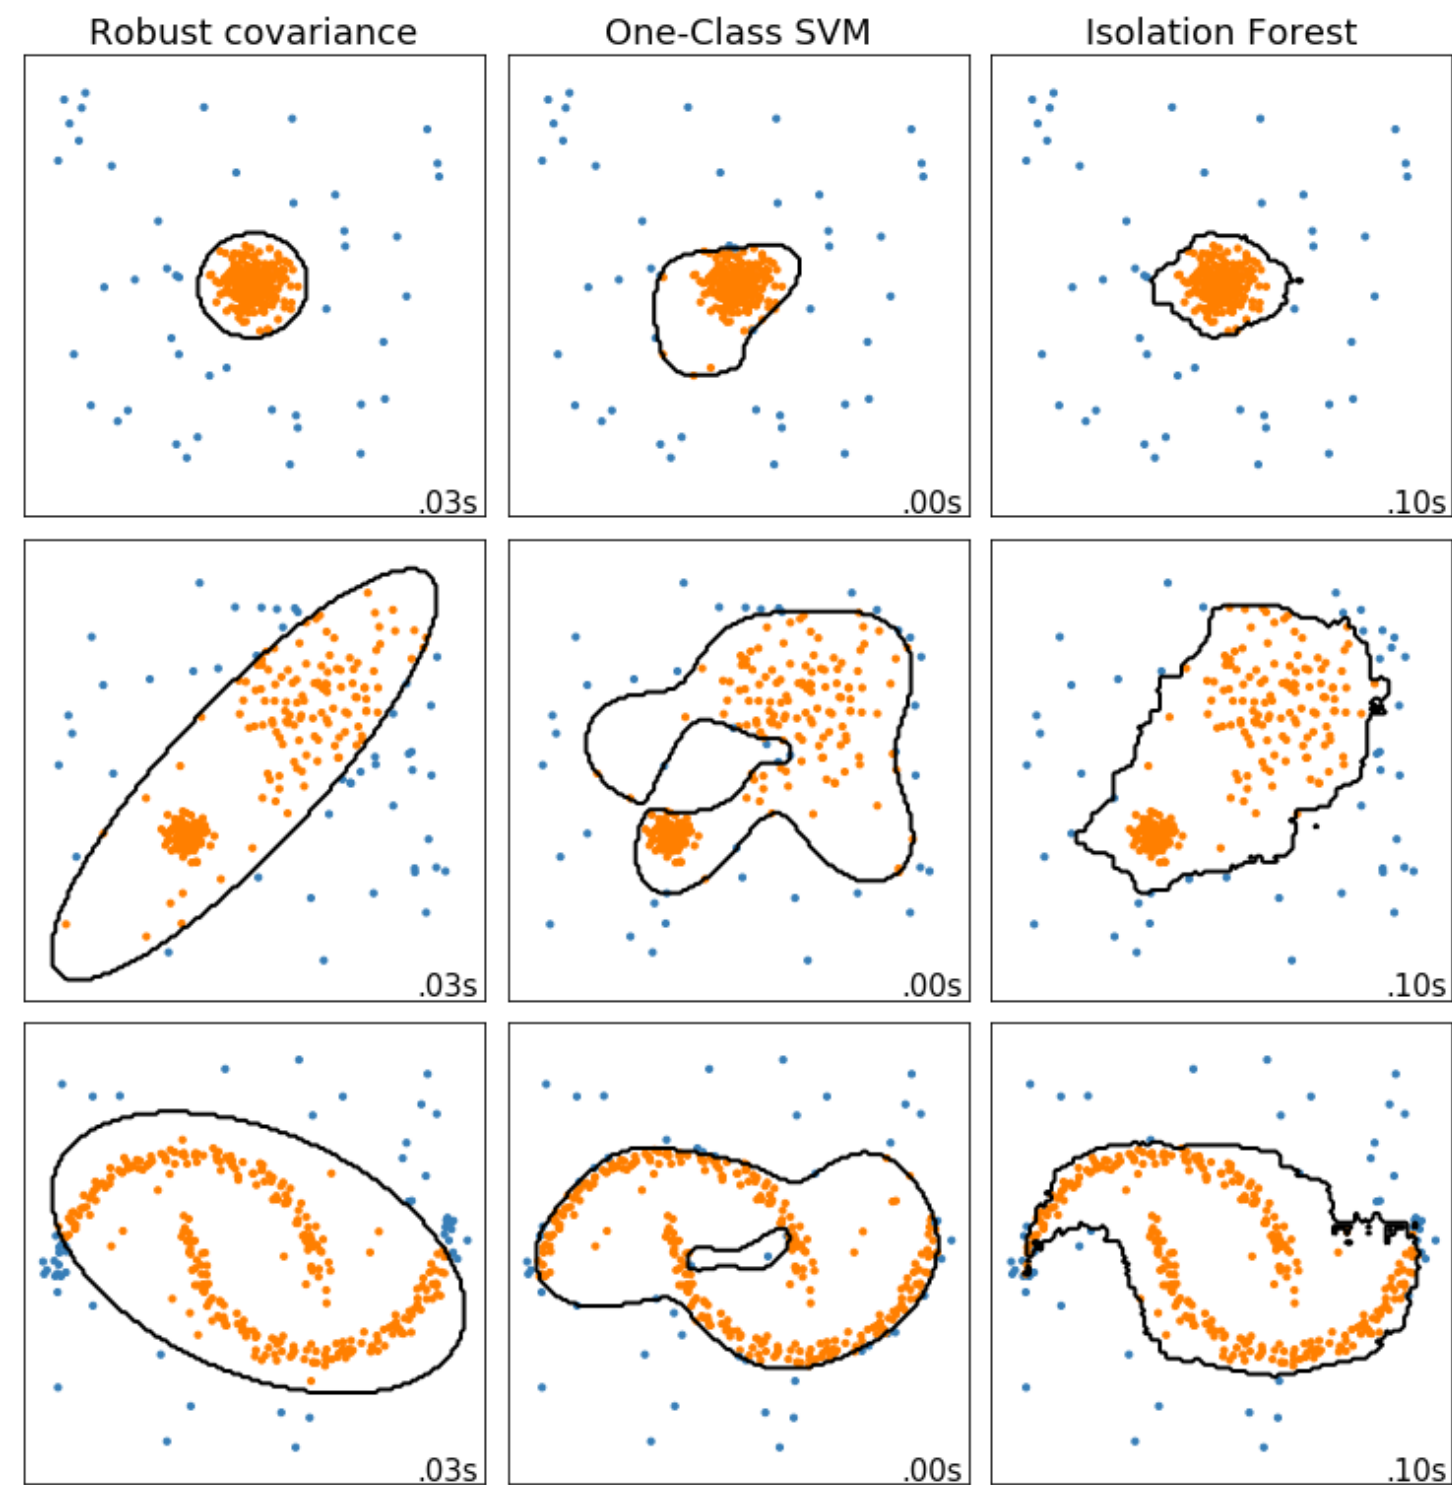 Robust covariance
One-Class SVM
Isolation Forest
.03s
.00s
.10s
.03s
.00s
.10s
.03s
.00s
.10s